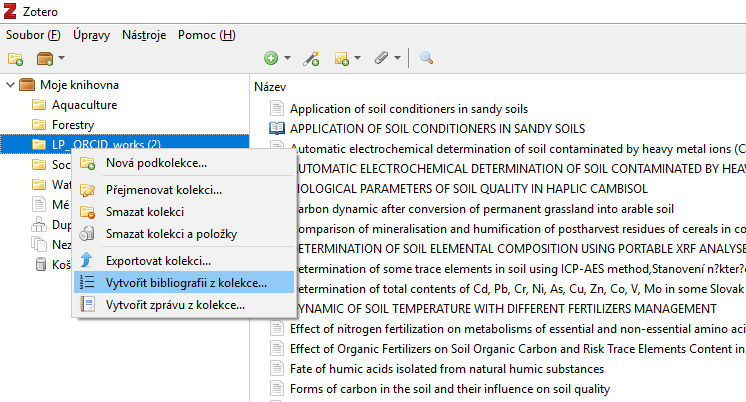 Zotero
Soubor (F) Úpravy Nástroje Pomoc (H)
Název
Moje knihovna
Aquaculture
Forestry
LP_ORCID_works (2)
Soc
Wat
Mé
Dup
Nez
Koš
Nová podkolekce...
Přejmenovat kolekci...
Smazat kolekci
Smazat kolekci a položky
Exportovat kolekci...
Vytvořit bibliografii z kolekce...
Vytvořit zprávu z kolekce...
Application of soil conditioners in sandy soils
APPLICATION OF SOIL CONDITIONERS IN SANDY SOILS
Automatic electrochemical determination of soil contaminated by heavy metal ions (C
AUTOMATIC ELECTROCHEMICAL DETERMINATION OF SOIL CONTAMINATED BY HEAV
BIOLOGICAL PARAMETERS OF SOIL QUALITY IN HAPLIC CAMBISOL
Carbon dynamic after conversion of permanent grassland into arable soil
Comparison of mineralisation and humification of postharvest residues of cereals in co
DETERMINATION OF SOIL ELEMENTAL COMPOSITION USING PORTABLE XRF ANALYSE
Determination of some trace elements in soil using ICP-AES method,Stanovení n?kter?
Determination of total contents of Cd, Pb, Cr, Ni, As, Cu, Zn, Co, V, Mo in some Slovak
DYNAMIC OF SOIL TEMPERATURE WITH DIFFERENT FERTILIZERS MANAGEMENT
Effect of nitrogen fertilization on metabolisms of essential and non-essential amino acid
Effect of Organic Fertilizers on Soil Organic Carbon and Risk Trace Elements Content in
Fate of humic acids isolated from natural humic substances
Forms of carbon in the soil and their influence on soil quality